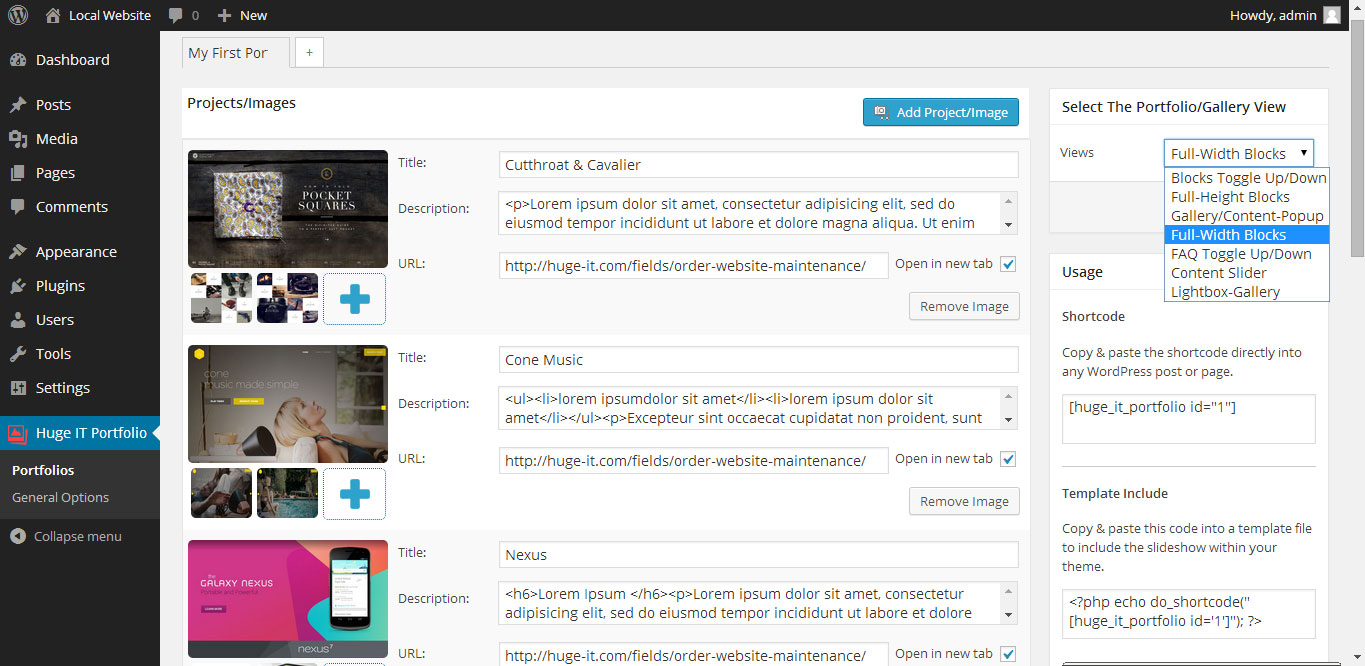 Local Website
0
New
Howdy, admin
Dashboard
Posts
Media
Pages
Comments
Appearance
Plugins
Users
Tools
Settings
Huge IT Portfolio
Portfolios
General Options
Collapse menu
My First Por
+
Projects/Images
Add Project/Image
POCKET
SQUARES
Title:
Cutthroat & Cavalier
Description:
<p>Lorem ipsum dolor sit amet, consectetur adipisicing elit, sed do
eiusmod tempor incididunt ut labore et dolore magna aliqua. Ut enim
URL:
http://huge-it.com/fields/order-website-maintenance/
Open in new tab
Remove Image
cone
music made simple
Title:
Cone Music
Description:
<ul><li>lorem ipsumdolor sit amet</li><li>lorem ipsum dolor sit
amet</li></ul><p>Excepteur sint occaecat cupidatat non proident, sunt
URL:
http://huge-it.com/fields/order-website-maintenance/
Open in new tab
Remove Image
the
GALAXY NEXUS
Portable and Powerful
nexus7
Title:
Nexus
Description:
<h6>Lorem Ipsum </h6><p>Lorem ipsum dolor sit amet, consectetur
adipisicing elit, sed do eiusmod tempor incididunt ut labore et dolore
URL:
http://huge-it.com/fields/order-website-maintenance/
Open in new tab
Select The Portfolio/Gallery View
Views
Full-Width Blocks
Blocks Toggle Up/Down
Full-Height Blocks
Gallery/Content-Popup
Full-Width Blocks
FAQ Toggle Up/Down
Content Slider
Lightbox-Gallery
Usage
Shortcode
Copy & paste the shortcode directly into
any WordPress post or page.
[huge_it_portfolio id="1"]
Template Include
Copy & paste this code into a template file
to include the slideshow within your
theme.
<?php echo do_shortcode("
[huge_it_portfolio id='1']"); ?>